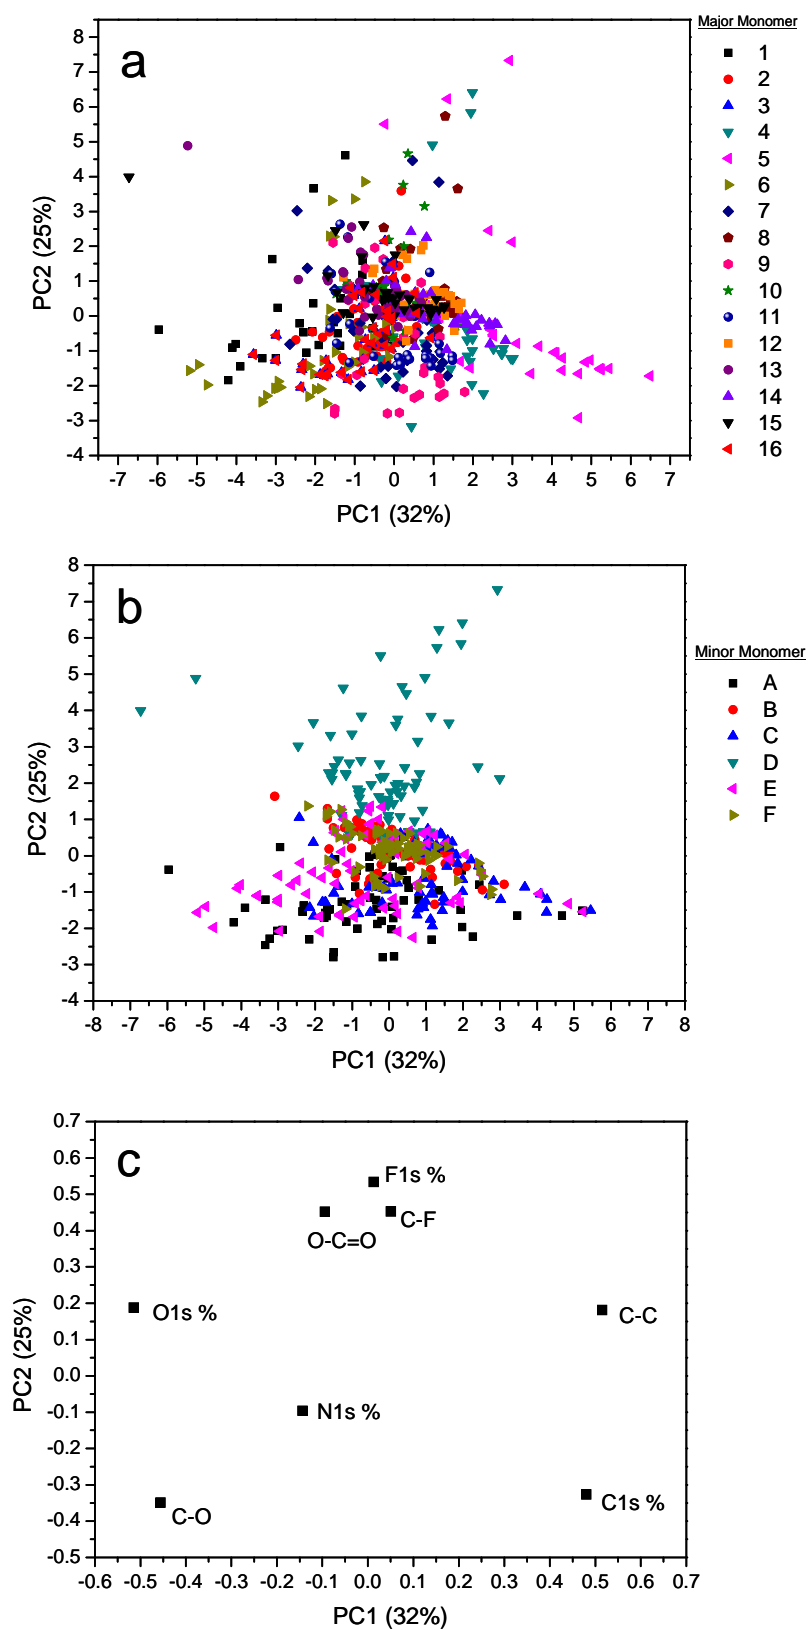 a
Major Monomer
1
2
3
4
5
6
7
8
9
10
11
12
13
14
15
16
8
7
6
5
4
3
2
1
0
-1
-2
-3
-4
PC2 (25%)
-7 -6 -5 -4 -3 -2 -1 0 1 2 3 4 5 6 7
PC1 (32%)
b
Minor Monomer
A
B
C
D
E
F
8
7
6
5
4
3
2
1
0
-1
-2
-3
-4
PC2 (25%)
-8 -7 -6 -5 -4 -3 -2 -1 0 1 2 3 4 5 6 7 8
PC1 (32%)
c
0.7
0.6
0.5
0.4
0.3
0.2
0.1
0.0
-0.1
-0.2
-0.3
-0.4
-0.5
PC2 (25%)
F1s %
C-F
O-C=O
O1s %
C-C
N1s %
C1s %
C-O
-0.6 -0.5 -0.4 -0.3 -0.2 -0.1 0.0 0.1 0.2 0.3 0.4 0.5 0.6 0.7
PC1 (32%)